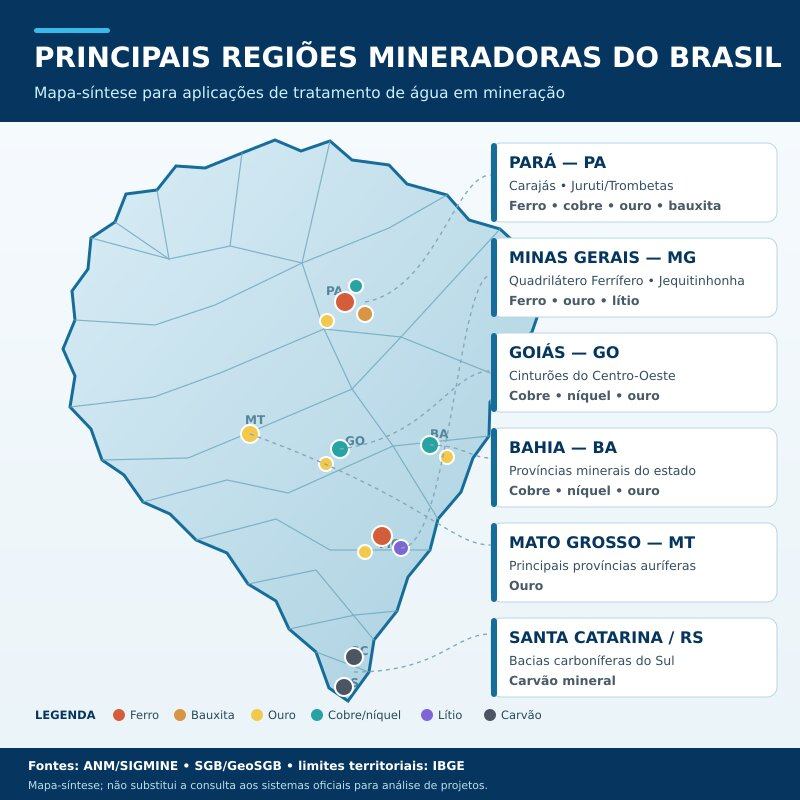 PRINCIPAIS REGIÕES MINERADORAS DO BRASIL
Mapa-síntese para aplicações de tratamento de água em mineração
PARÁ — PA
Carajás • Juruti/Trombetas
Ferro • cobre • ouro • bauxita
MINAS GERAIS — MG
Quadrilátero Ferrífero • Jequitinhonha
Ferro • ouro • lítio
GOIÁS — GO
Cinturões do Centro-Oeste
Cobre • níquel • ouro
BAHIA — BA
Províncias minerais do estado
Cobre • níquel • ouro
MATO GROSSO — MT
Principais províncias auríferas
Ouro
SANTA CATARINA / RS
Bacias carboníferas do Sul
Carvão mineral
PA
MT
GO
BA
LEGENDA
Ferro
Bauxita
Ouro
Cobre/níquel
Lítio
Carvão
Fontes: ANM/SIGMINE • SGB/GeoSGB • limites territoriais: IBGE
Mapa-síntese; não substitui a consulta aos sistemas oficiais para análise de projetos.